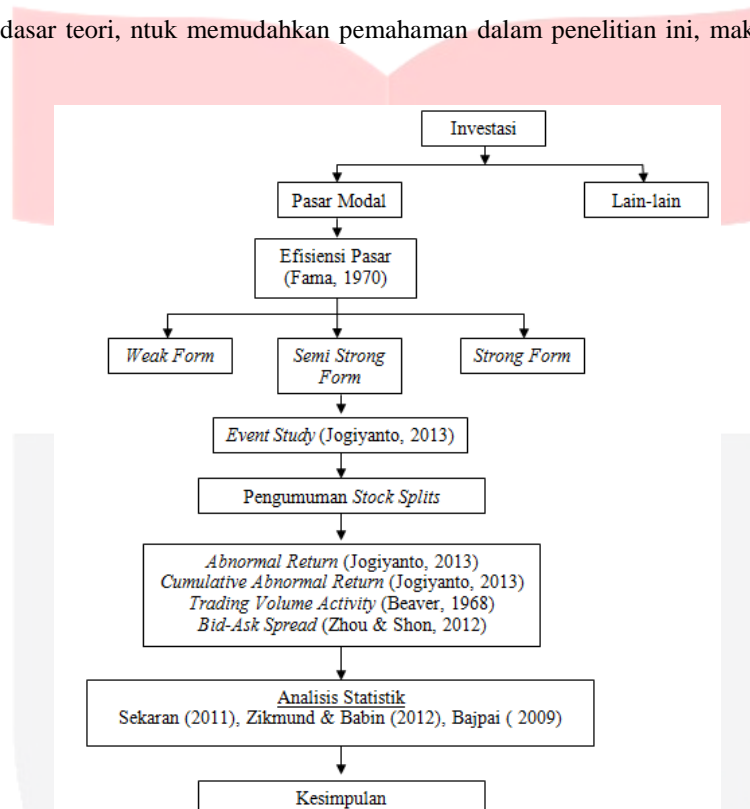 dasar teori, ntuk memudahkan pemahaman dalam penelitian ini, mak
Investasi
Pasar Modal
Lain-lain
Efisiensi Pasar
(Fama, 1970)
Weak Form
Semi Strong
Form
Strong Form
Event Study (Jogiyanto, 2013)
Pengumuman Stock Splits
Abnormal Return (Jogiyanto, 2013)
Cumulative Abnormal Return (Jogiyanto, 2013)
Trading Volume Activity (Beaver, 1968)
Bid-Ask Spread (Zhou & Shon, 2012)
Analisis Statistik
Sekaran (2011), Zikmund & Babin (2012), Bajpai ( 2009)
Kesimpulan